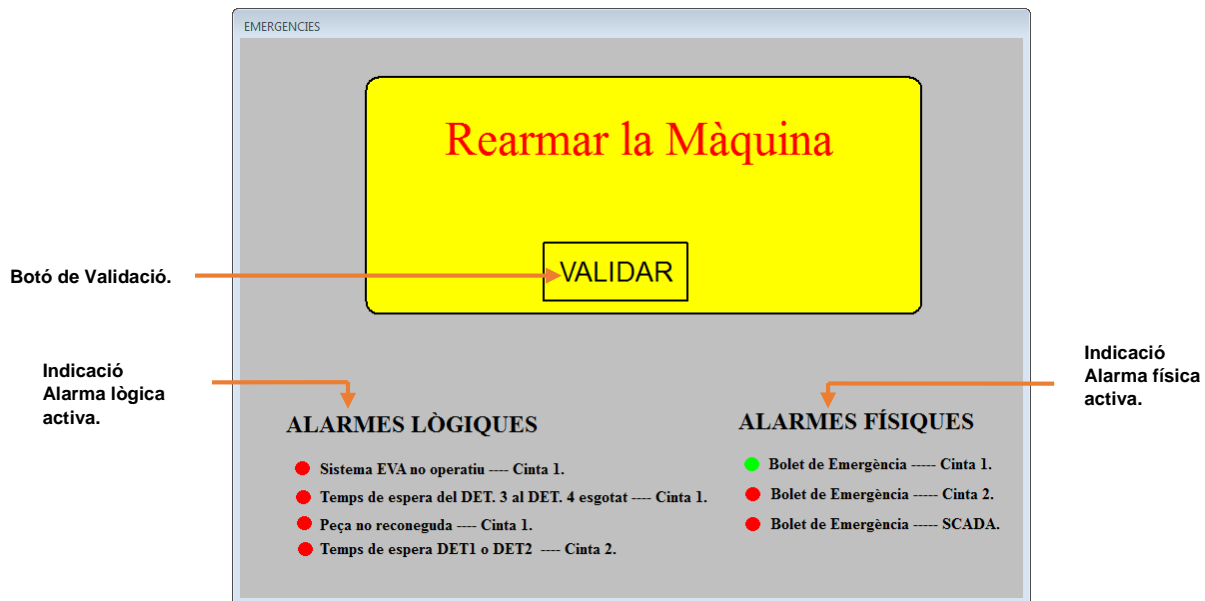 EMERGENCIES
Rearmar la Màquina
VALIDAR
Botó de Validació.
Indicació
Alarma lògica
activa.
Indicació
Alarma física
activa.
ALARMES LÒGIQUES
Sistema EVA no operatiu ---- Cinta 1.
Temps de espera del DET. 3 al DET. 4 esgotat ---- Cinta 1.
Peça no reconeguda ---- Cinta 1.
Temps de espera DET1 o DET2 ---- Cinta 2.
ALARMES FÍSIQUES
Bolet de Emergència ----- Cinta 1.
Bolet de Emergència ----- Cinta 2.
Bolet de Emergència ----- SCADA.